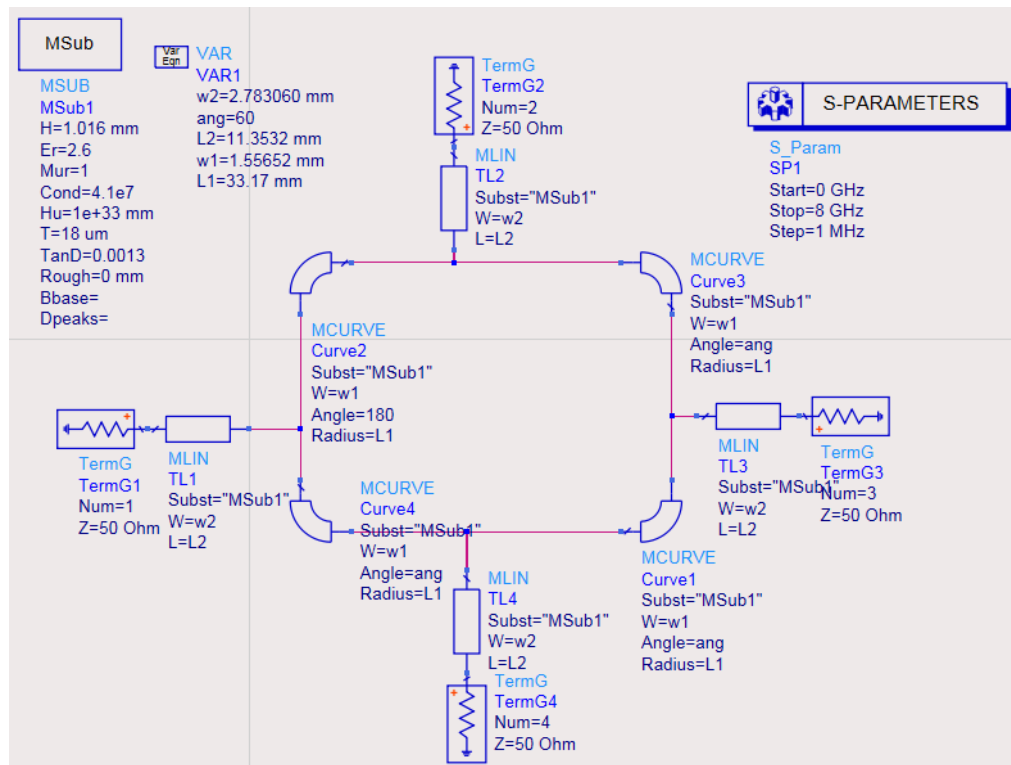 MSub
MSUB
MSub1
H=1.016 mm
Er=2.6
Mur=1
Cond=4.1e7
Hu=1e+33 mm
T=18 um
TanD=0.0013
Rough=0 mm
Bbase=
Dpeaks=
Var
Eqn
VAR
VAR1
w2=2.783060 mm
ang=60
L2=11.3532 mm
w1=1.55652 mm
L1=33.17 mm
TermG
TermG2
Num=2
Z=50 Ohm
MLIN
TL2
Subst="MSub1"
W=w2
L=L2
S-PARAMETERS
S_Param
SP1
Start=0 GHz
Stop=8 GHz
Step=1 MHz
MCURVE
Curve3
Subst="MSub1"
W=w1
Angle=ang
Radius=L1
MCURVE
Curve2
Subst="MSub1"
W=w1
Angle=180
Radius=L1
TermG
TermG1
Num=1
Z=50 Ohm
MLIN
TL1
Subst="MSub1"
W=w2
L=L2
MLIN
TL3
Subst="MSub1"
W=w2
L=L2
TermG
TermG3
Num=3
Z=50 Ohm
MCURVE
Curve4
Subst="MSub1"
W=w1
Angle=ang
Radius=L1
MLIN
TL4
Subst="MSub1"
W=w2
L=L2
MCURVE
Curve1
Subst="MSub1"
W=w1
Angle=ang
Radius=L1
TermG
TermG4
Num=4
Z=50 Ohm